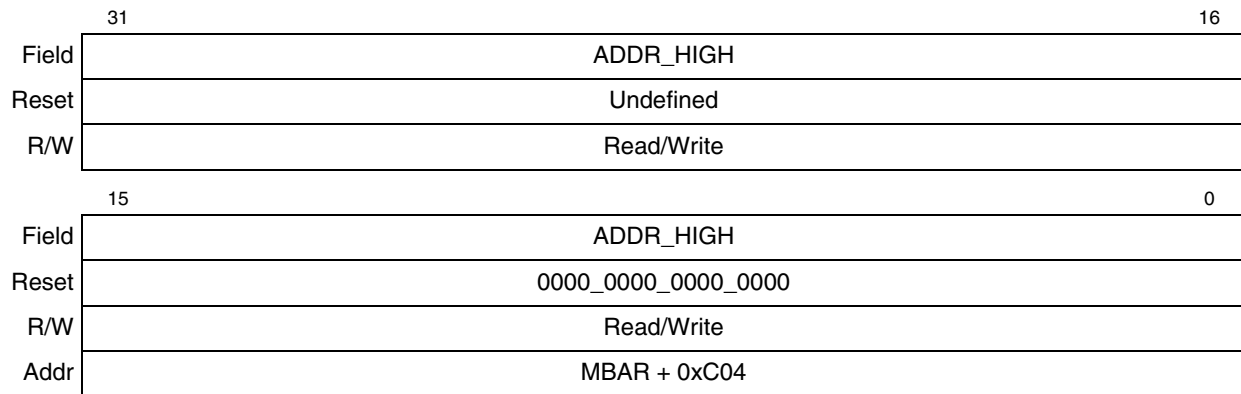 31 16
Field ADDR_HIGH
Reset Undefined
R/W Read/Write
15 0
Field ADDR_HIGH
Reset 0000_0000_0000_0000
R/W Read/Write
Addr MBAR + 0xC04